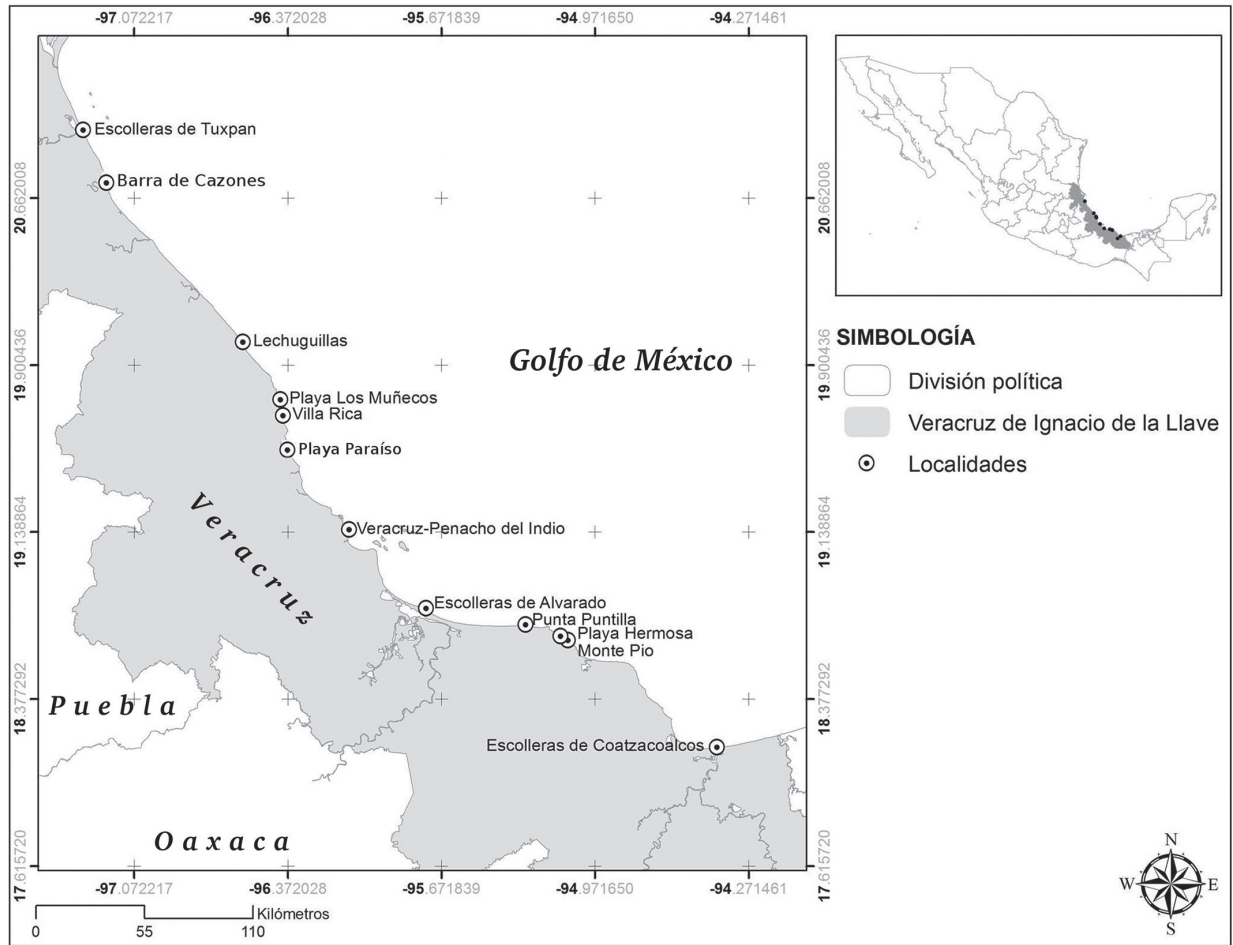 -97.072217 -96.372028 -95.671839 -94.971650 -94.271461
20.662008
19.900436
19.138864
18.377292
17.615720
Escolleras de Tuxpan
Barra de Cazones
Lechuguillas
Golfo de México
Playa Los Muñecos
Villa Rica
Playa Paraíso
Veracruz
Veracruz-Penacho del Indio
Escolleras de Alvarado
Punta Puntilla
Playa Hermosa
Monte Pio
Puebla
Escolleras de Coatzacoalcos
Oaxaca
20.662008
19.900436
19.138864
18.377292
17.615720
-97.072217 -96.372028 -95.671839 -94.971650 -94.271461
Kilómetros
0 55 110
SIMBOLOGÍA
División política
Veracruz de Ignacio de la Llave
Localidades
N
W E
S